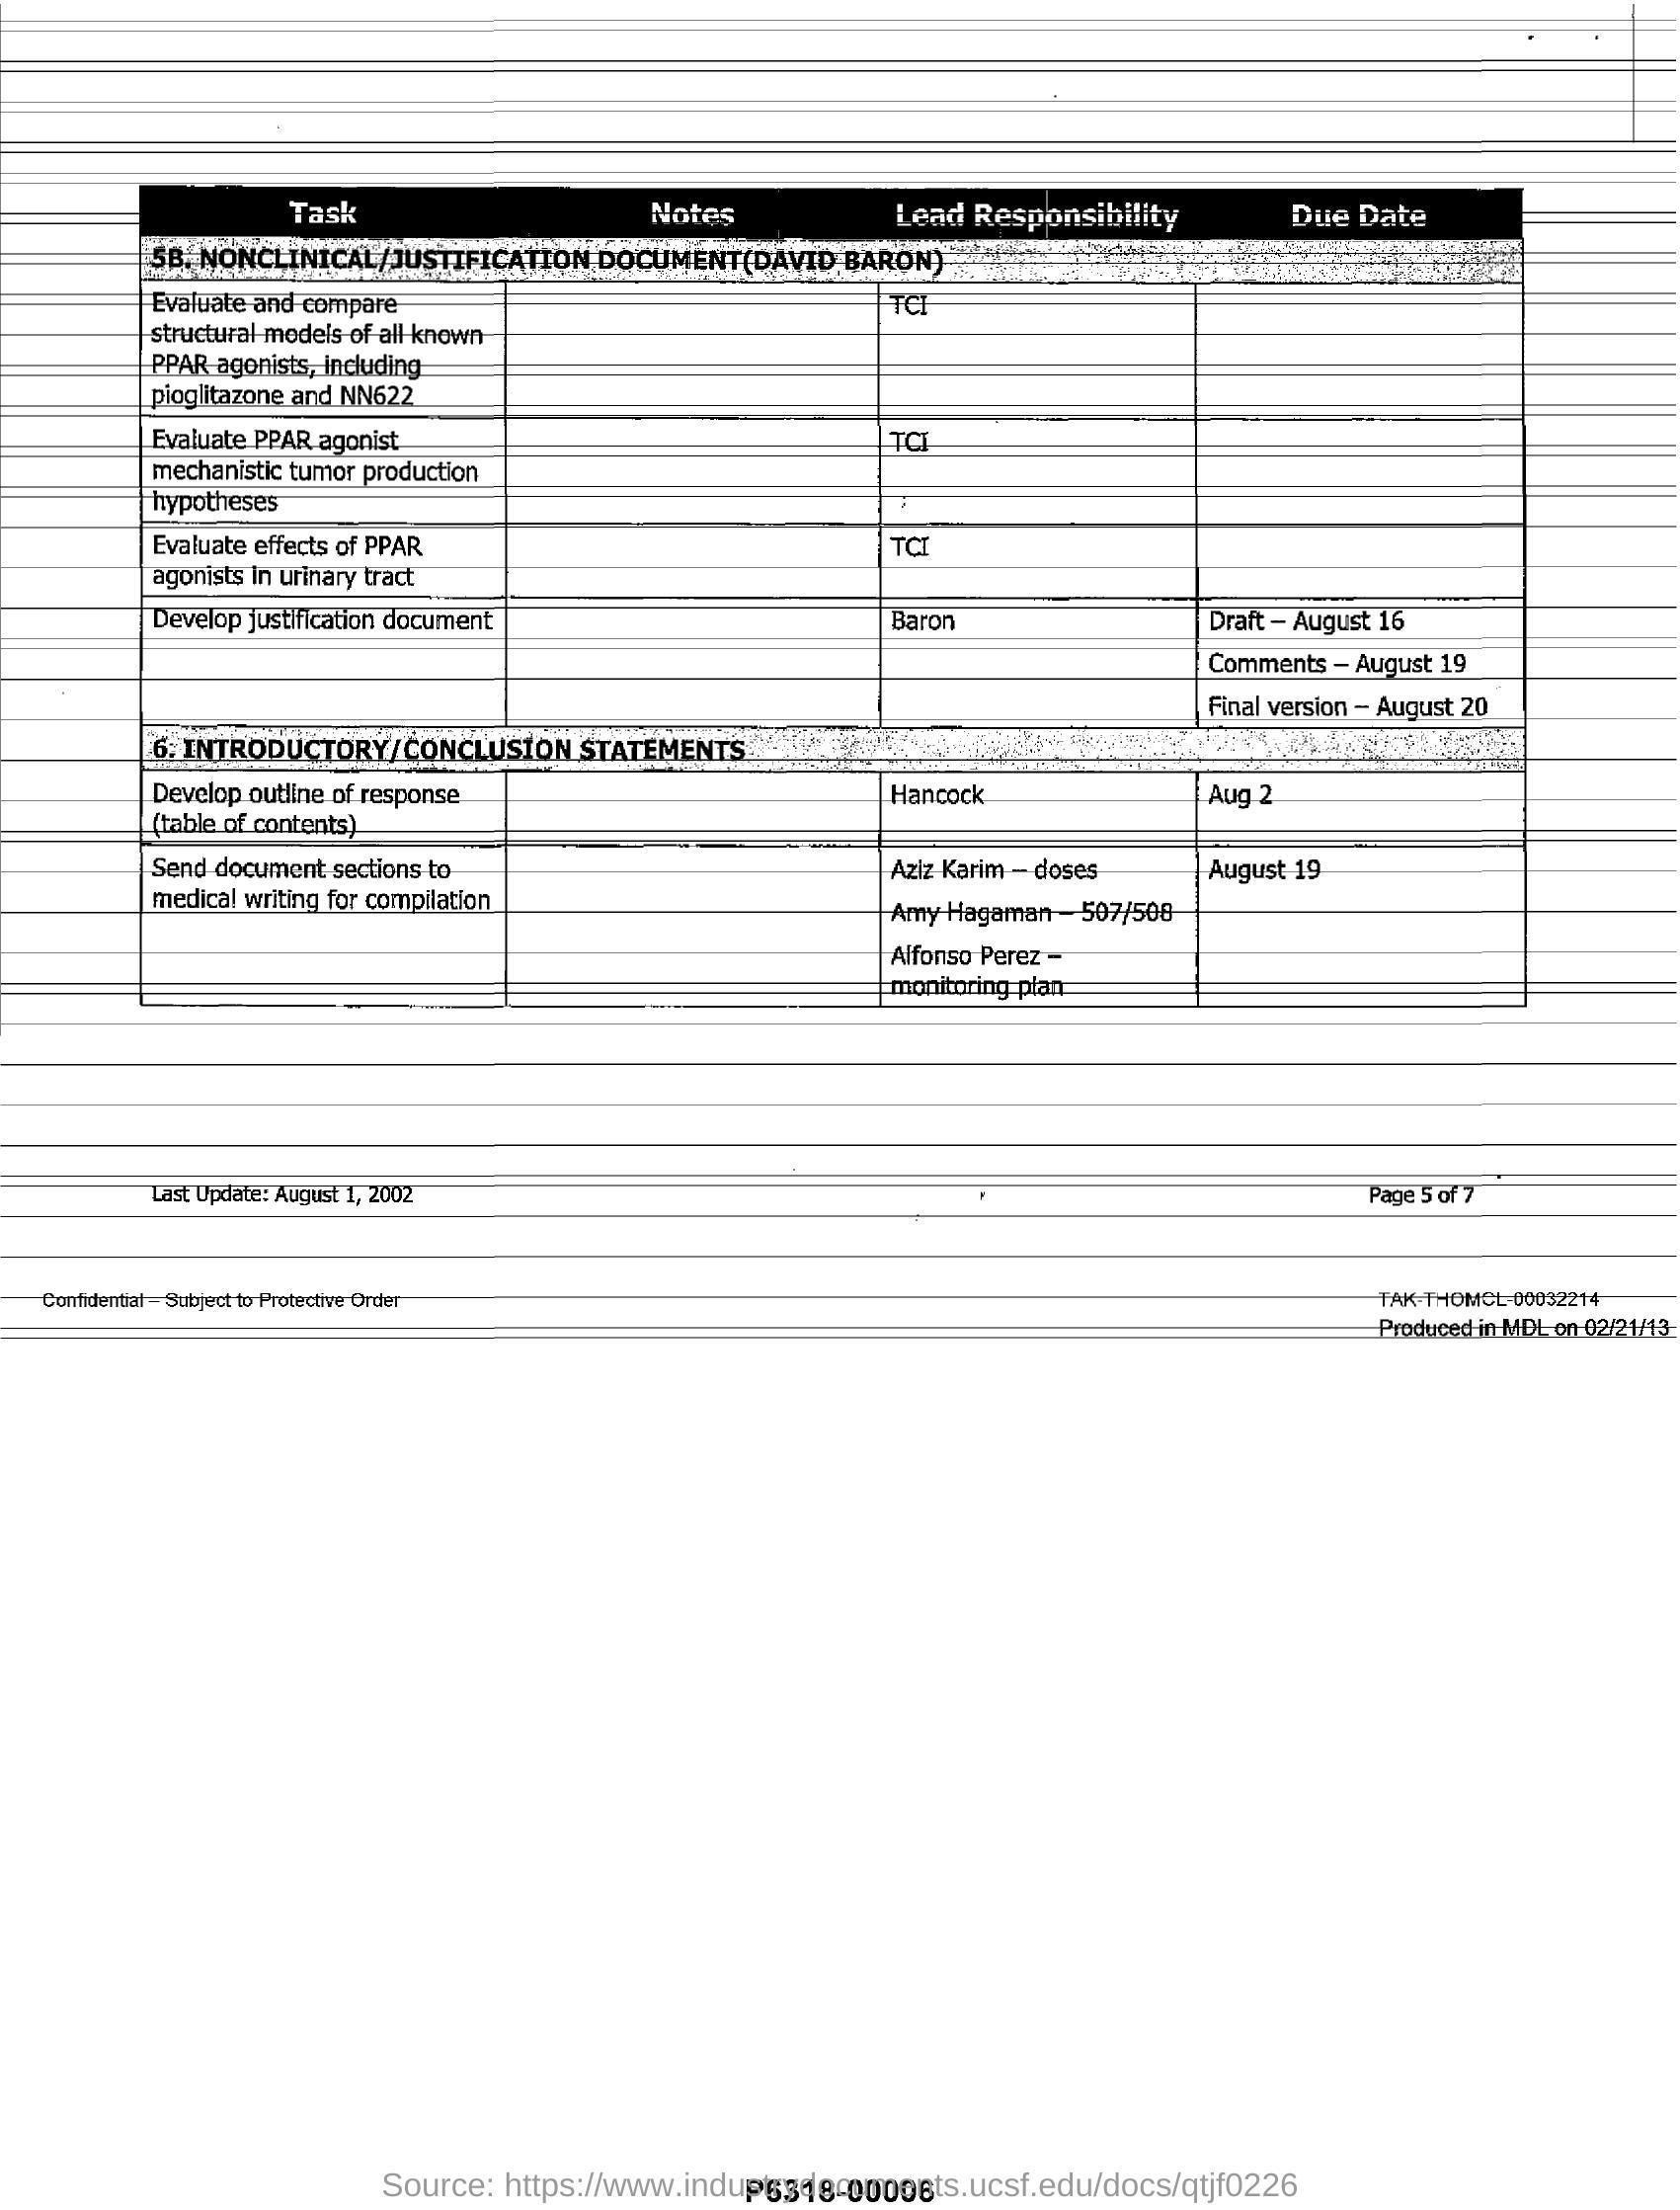 Task Notes Lead Responsibility Due Date
5B. NONCLINICAL/JUSTIFICATION DOCUMENT(DAVID BARON)
Evaluate and compare
structural models of all known
PPAR agonists, including
pioglitazone and NN622
TCI
Evaluate PPAR agonist
mechanistic tumor production
hypotheses
TCI
Evaluate effects of PPAR
agonists in urinary tract
TCI
Develop justification document
Baron
Draft – August 16
Comments – August 19
Final version – August 20
6. INTRODUCTORY/CONCLUSION STATEMENTS
Develop outline of response
(table of contents)
Hancock
Aug 2
Send document sections to
medical writing for compilation
Aziz Karim – doses
Amy Hagaman – 507/508
Alfonso Perez –
monitoring plan
August 19
Last Update: August 1, 2002
Page 5 of 7
Confidential – Subject to Protective Order
TAK-THOMCL-00032214
Produced in MDL on 02/21/13
Source: https://www.industrydocuments.ucsf.edu/docs/qtjf0226